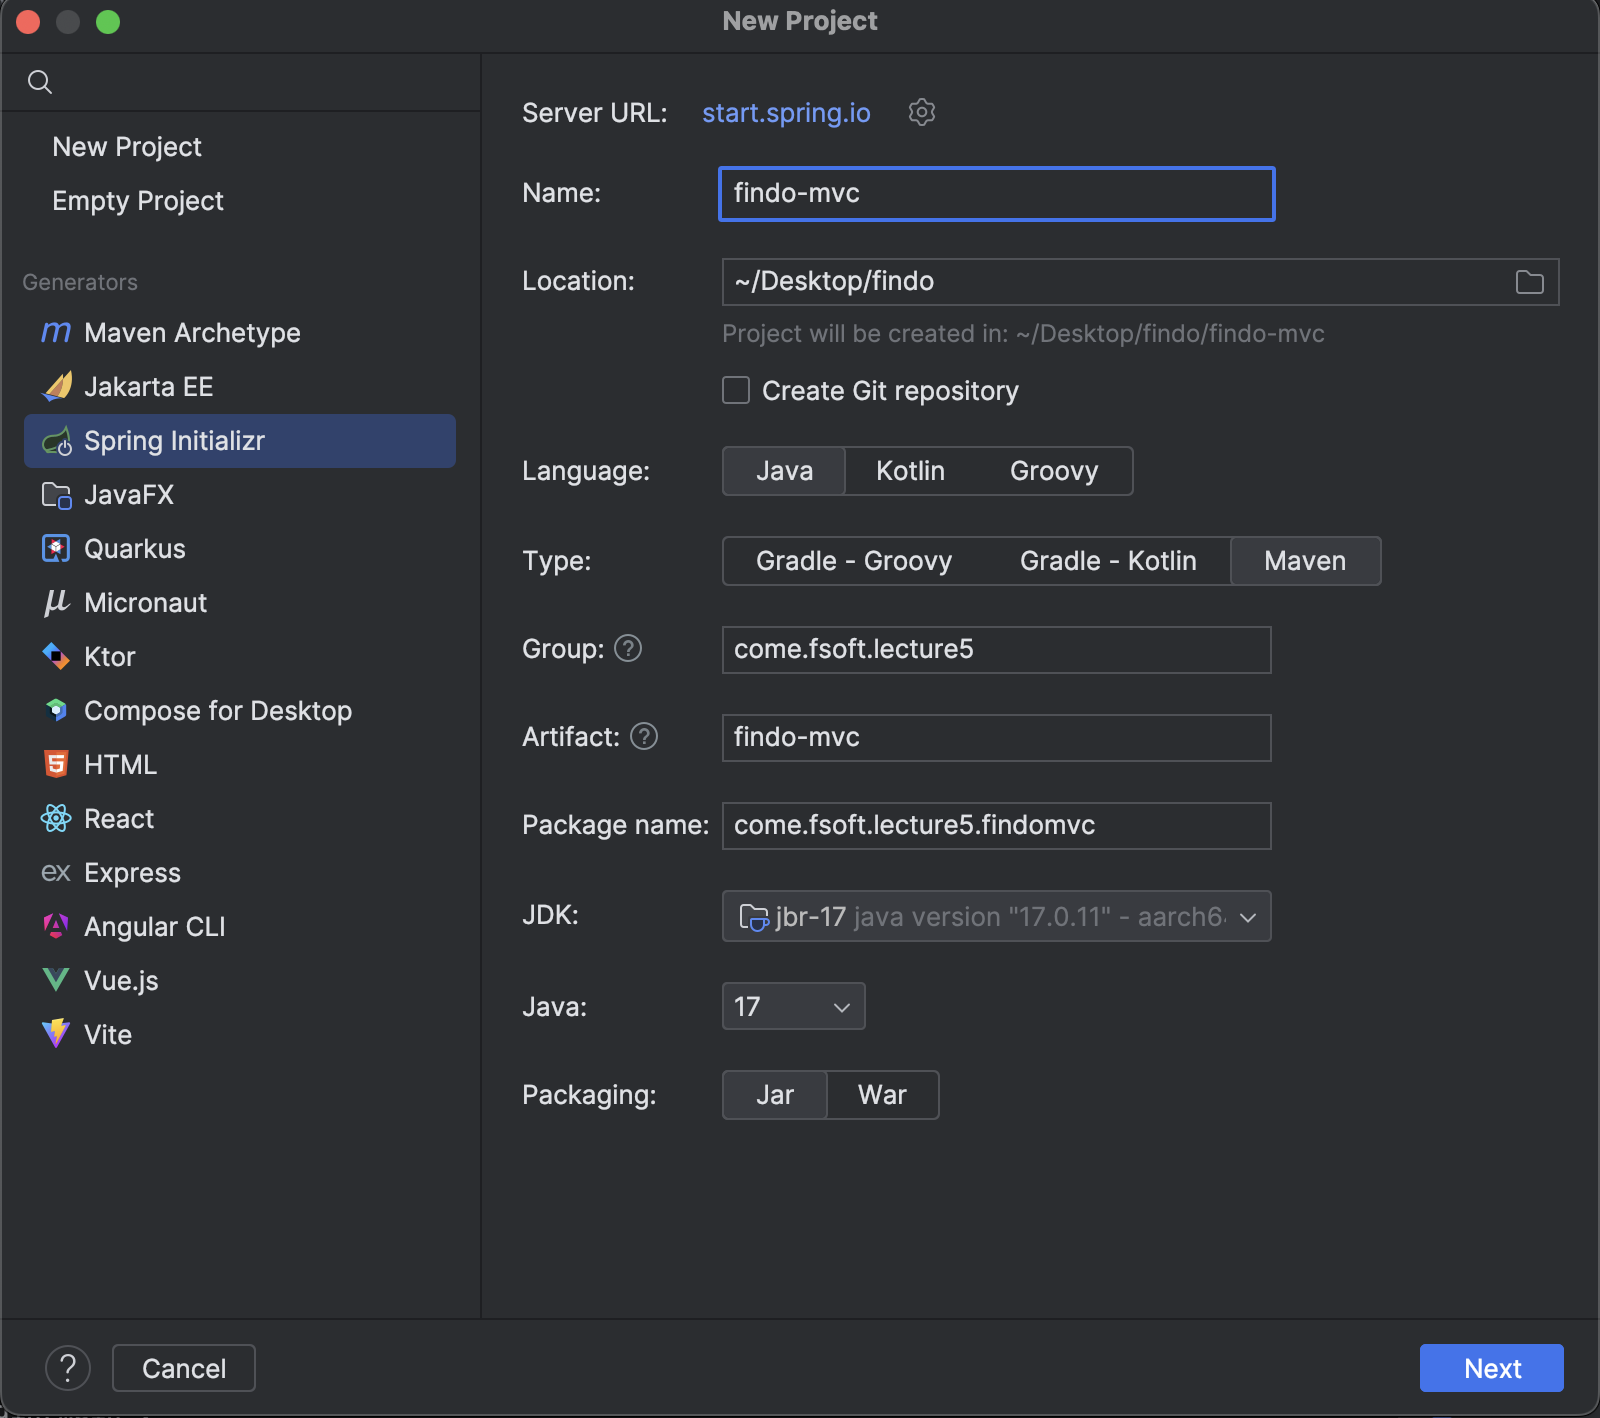 New Project
New Project
Empty Project
Generators
Maven Archetype
Jakarta EE
Spring Initializr
JavaFX
Quarkus
Micronaut
Ktor
Compose for Desktop
HTML
React
ex Express
Angular CLI
Vue.js
Vite
Server URL: start.spring.io
Name: findo-mvc
Location: ~/Desktop/findo
Project will be created in: ~/Desktop/findo/findo-mvc
Create Git repository
Language: Java Kotlin Groovy
Type: Gradle - Groovy Gradle - Kotlin Maven
Group: ? come.fsoft.lecture5
Artifact: ? findo-mvc
Package name: come.fsoft.lecture5.findomvc
JDK: jbr-17 java version "17.0.11" - aarch6
Java: 17
Packaging: Jar War
? Cancel Next